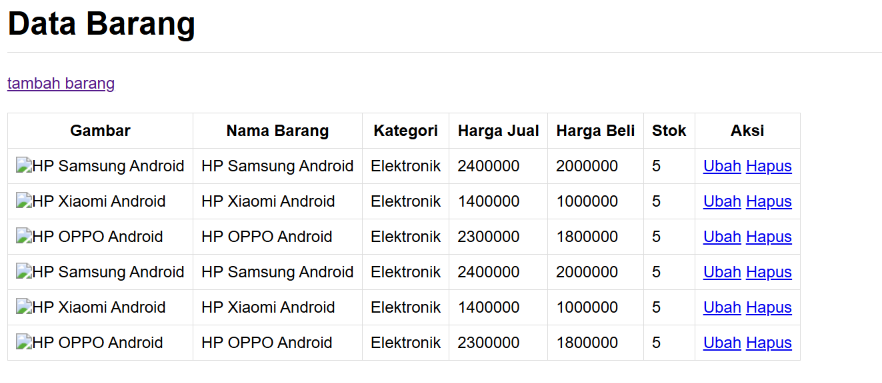 Data Barang
tambah barang
Gambar Nama Barang Kategori Harga Jual Harga Beli Stok Aksi
HP Samsung Android HP Samsung Android Elektronik 2400000 2000000 5 Ubah Hapus
HP Xiaomi Android HP Xiaomi Android Elektronik 1400000 1000000 5 Ubah Hapus
HP OPPO Android HP OPPO Android Elektronik 2300000 1800000 5 Ubah Hapus
HP Samsung Android HP Samsung Android Elektronik 2400000 2000000 5 Ubah Hapus
HP Xiaomi Android HP Xiaomi Android Elektronik 1400000 1000000 5 Ubah Hapus
HP OPPO Android HP OPPO Android Elektronik 2300000 1800000 5 Ubah Hapus